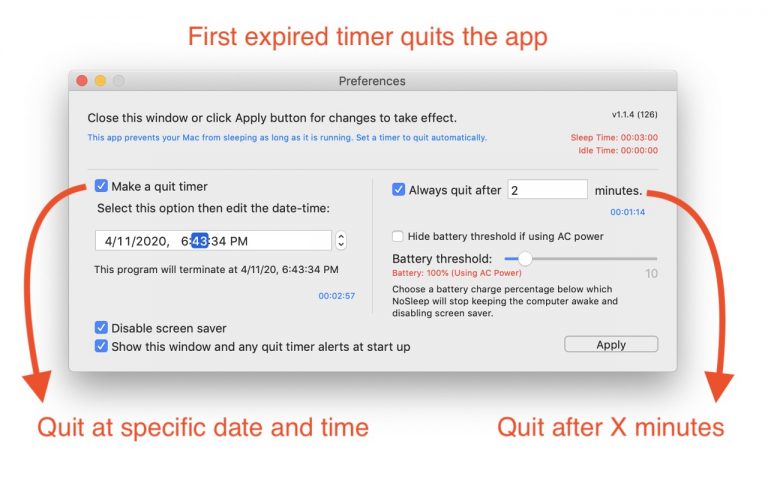 First expired timer quits the app
Preferences
Close this window or click Apply button for changes to take effect.
v1.1.4 (126)
This app prevents your Mac from sleeping as long as it is running. Set a timer to quit automatically.
Sleep Time: 00:03:00
Idle Time: 00:00:00
Make a quit timer
Select this option then edit the date-time:
4/11/2020, 6:43:34 PM
This program will terminate at 4/11/20, 6:43:34 PM
00:02:57
Always quit after 2 minutes.
00:01:14
Hide battery threshold if using AC power
Battery threshold:
Battery: 100% (Using AC Power)
10
Choose a battery charge percentage below which
NoSleep will stop keeping the computer awake and
disabling screen saver.
Disable screen saver
Show this window and any quit timer alerts at start up
Apply
Quit at specific date and time
Quit after X minutes